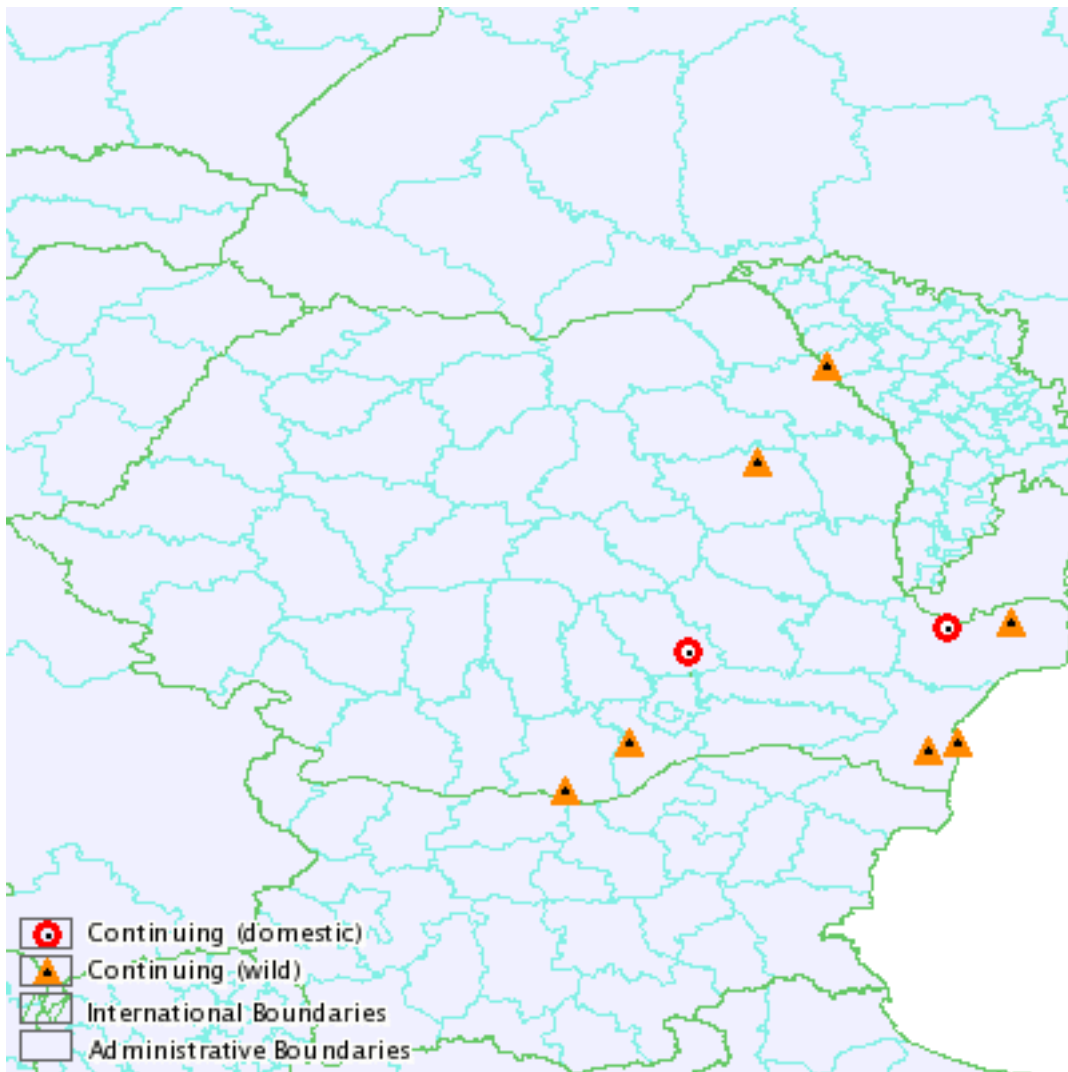 Continuing (domestic)
Continuing (wild)
International Boundaries
Administrative Boundaries